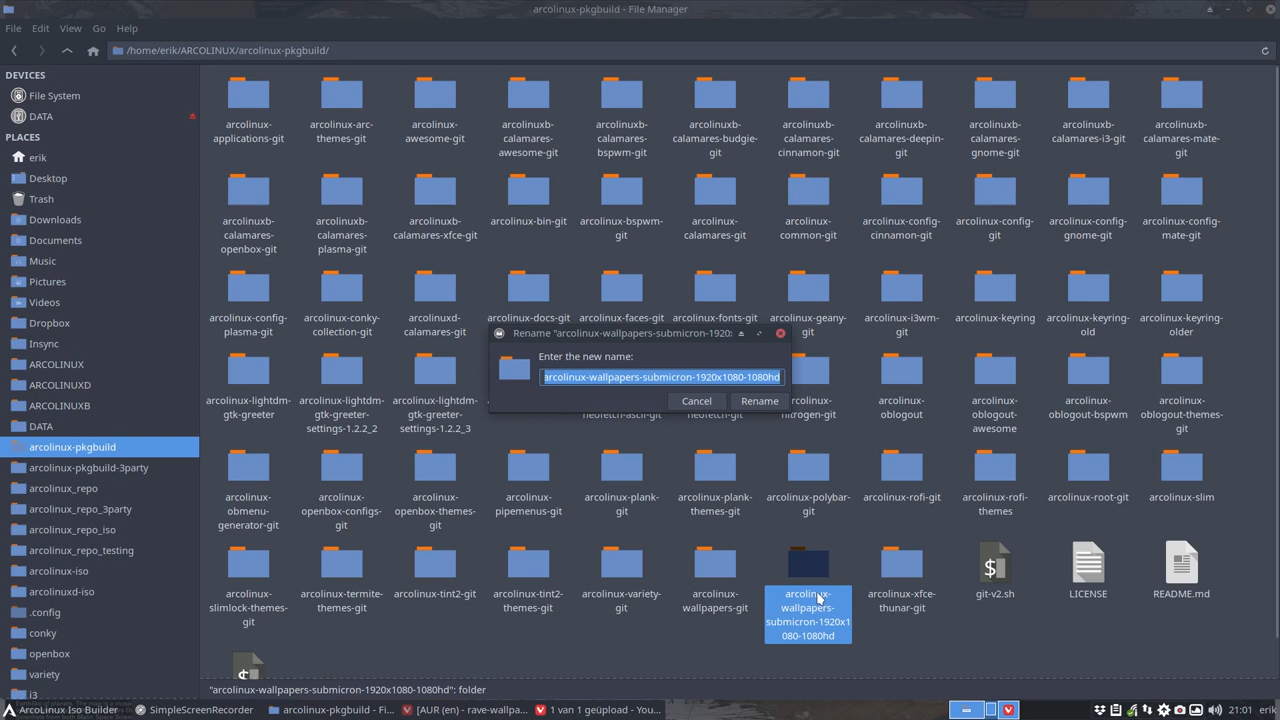 arcolinux-pkgbuild - File Manager
File Edit View Go Help
/home/erik/ARCOLINUX/arcolinux-pkgbuild/
DEVICES
File System
DATA
PLACES
erik
Desktop
Trash
Downloads
Documents
Music
Pictures
Videos
Dropbox
Insync
ARCOLINUX
ARCOLINUXD
ARCOLINUXB
DATA
arcolinux-pkgbuild
arcolinux-pkgbuild-3party
arcolinux_repo
arcolinux_repo_3party
arcolinux_repo_iso
arcolinux_repo_testing
arcolinux-iso
arcolinuxd-iso
.config
conky
openbox
variety
i3
arcolinux-
applications-git
arcolinux-arc-
themes-git
arcolinux-
awesome-git
arcolinuxb-
calamares-
awesome-git
arcolinuxb-
calamares-
bspwm-git
arcolinuxb-
calamares-budgie-
git
arcolinuxb-
calamares-
cinnamon-git
arcolinuxb-
calamares-deepin-
git
arcolinuxb-
calamares-
gnome-git
arcolinuxb-
calamares-i3-git
arcolinuxb-
calamares-mate-
git
arcolinuxb-
calamares-
openbox-git
arcolinuxb-
calamares-
plasma-git
arcolinuxb-
calamares-xfce-git
arcolinux-bin-git
arcolinux-bspwm-
git
arcolinux-
calamares-git
arcolinux-
common-git
arcolinux-config-
cinnamon-git
arcolinux-config-
git
arcolinux-config-
gnome-git
arcolinux-config-
mate-git
arcolinux-config-
plasma-git
arcolinux-conky-
collection-git
arcolinuxd-
calamares-git
arcolinux-docs-git
arcolinux-faces-git
arcolinux-fonts-git
arcolinux-geany-
git
arcolinux-i3wm-
git
arcolinux-keyring
arcolinux-keyring-
old
arcolinux-keyring-
older
Rename "arcolinux-wallpapers-submicron-1920:
Enter the new name:
arcolinux-wallpapers-submicron-1920x1080-1080hd
Cancel
Rename
arcolinux-lightdm-
gtk-greeter
arcolinux-lightdm-
gtk-greeter-
settings-1.2.2_2
arcolinux-lightdm-
gtk-greeter-
settings-1.2.2_3
neofetch-ascii-git
neofetch-git
nitrogen-git
arcolinux-
oblogout
arcolinux-
oblogout-
awesome
arcolinux-
oblogout-bspwm
arcolinux-
oblogout-themes-
git
arcolinux-
obmenu-
generator-git
arcolinux-
openbox-configs-
git
arcolinux-
openbox-themes-
git
arcolinux-
pipemenus-git
arcolinux-plank-
git
arcolinux-plank-
themes-git
arcolinux-polybar-
git
arcolinux-rofi-git
arcolinux-rofi-
themes
arcolinux-root-git
arcolinux-slim
arcolinux-
slimlock-themes-
git
arcolinux-termite-
themes-git
arcolinux-tint2-git
arcolinux-tint2-
themes-git
arcolinux-variety-
git
arcolinux-
wallpapers-git
arcolinux-
wallpapers-
submicron-1920x1
080-1080hd
arcolinux-xfce-
thunar-git
git-v2.sh
LICENSE
README.md
"arcolinux-wallpapers-submicron-1920x1080-1080hd": folder
ArcoLinux Iso Builder
SimpleScreenRecorder
arcolinux-pkgbuild - Fi...
[AUR (en) - rave-wallpa...
1 van 1 geüpload - You...
21:01 erik